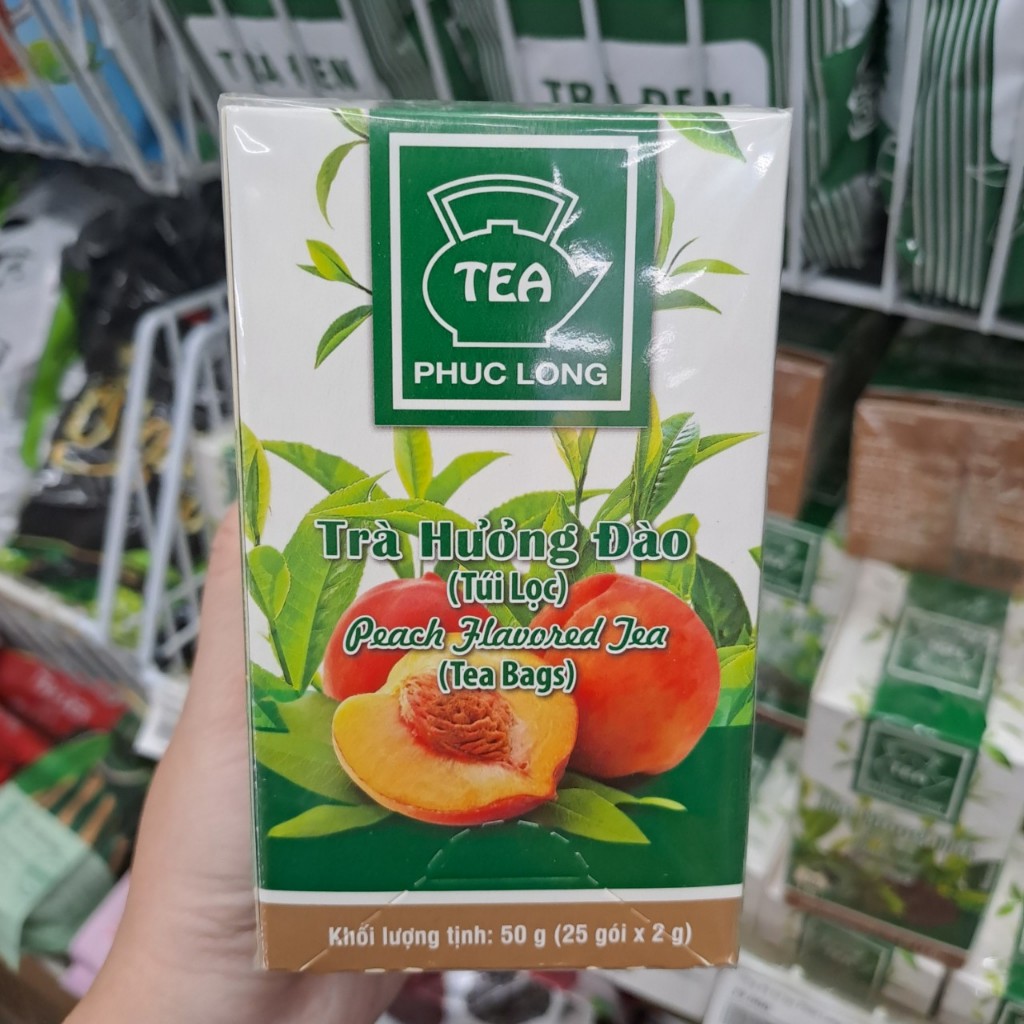 TRÀ ĐEN
TEA
PHUC LONG
Trà Hưởng Đào
(Túi Lọc)
Peach Flavored Tea
(Tea Bags)
Khối lượng tịnh: 50 g (25 gói x 2 g)
TEA